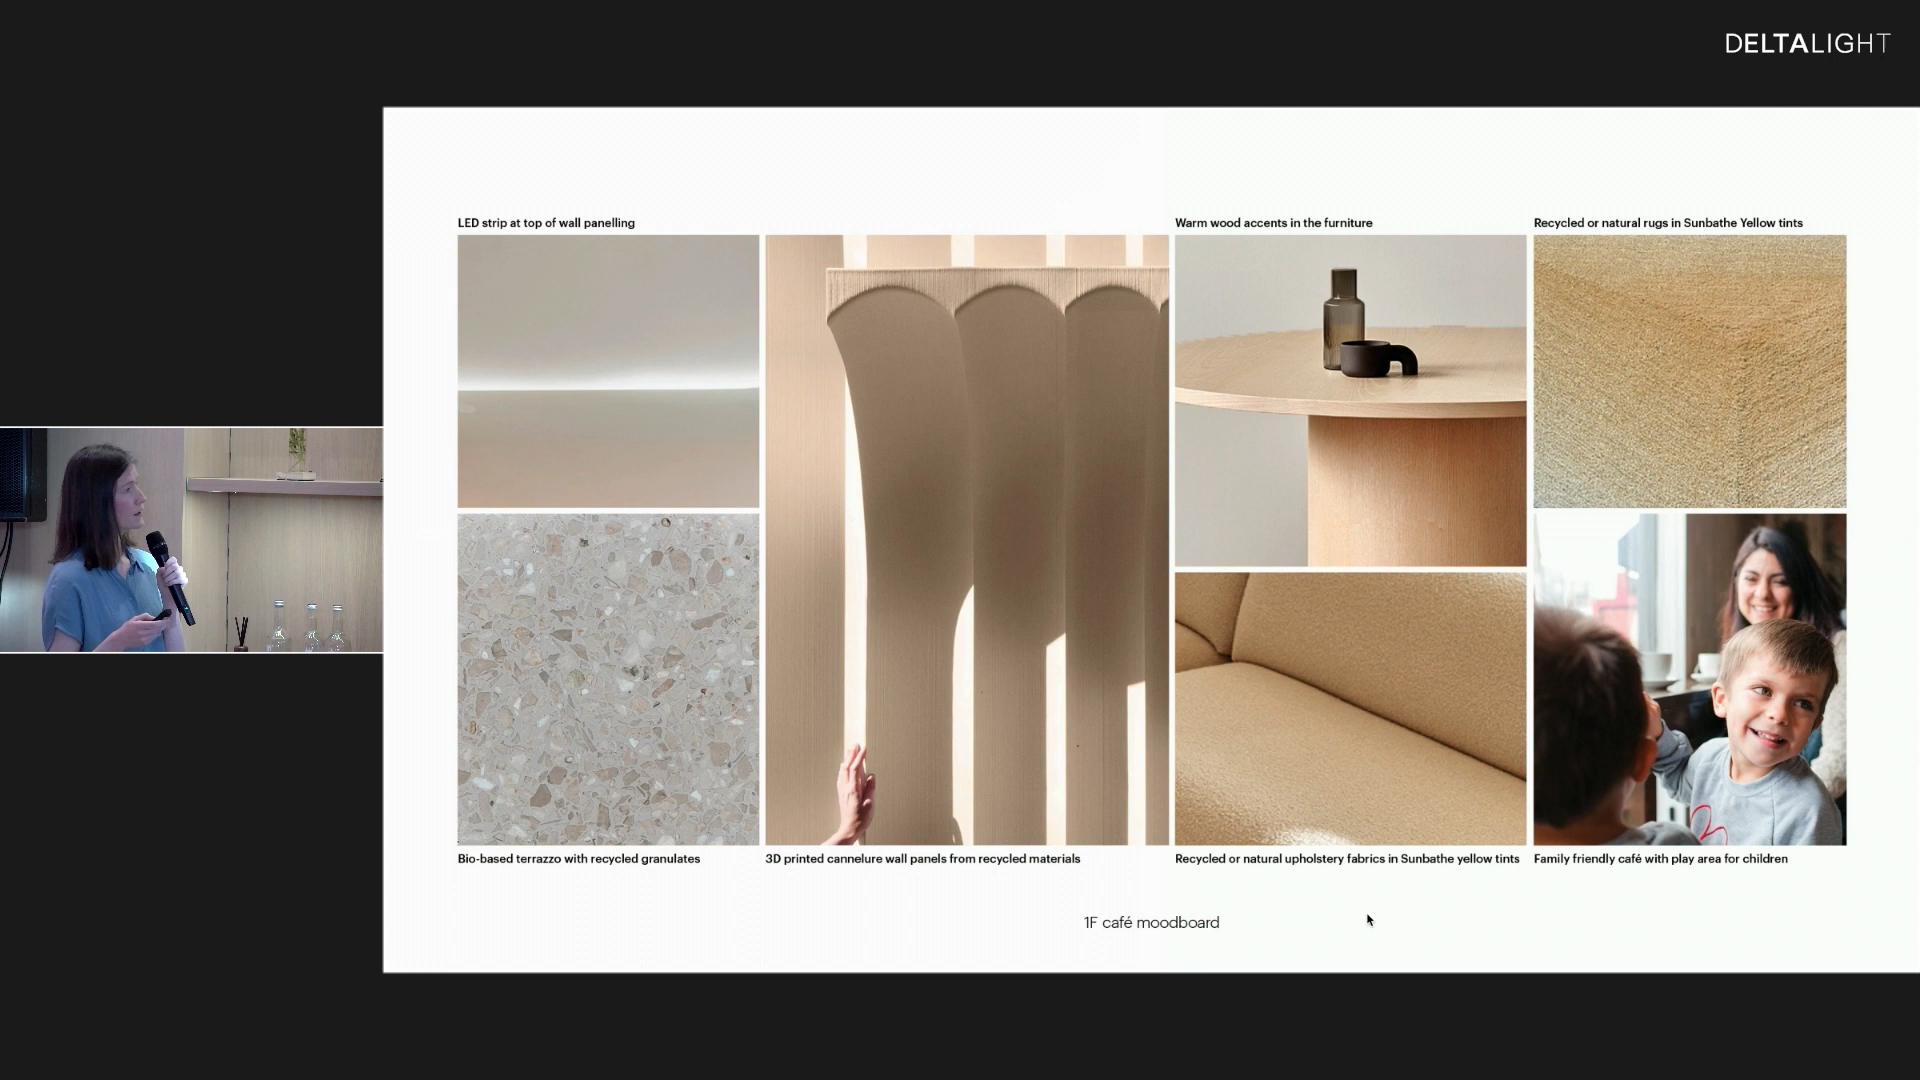 DELTALIGHT
LED strip at top of wall panelling
Warm wood accents in the furniture
Recycled or natural rugs in Sunbathe Yellow tints
Bio-based terrazzo with recycled granulates
3D printed cannelure wall panels from recycled materials
Recycled or natural upholstery fabrics in Sunbathe yellow tints
Family friendly café with play area for children
1F café moodboard